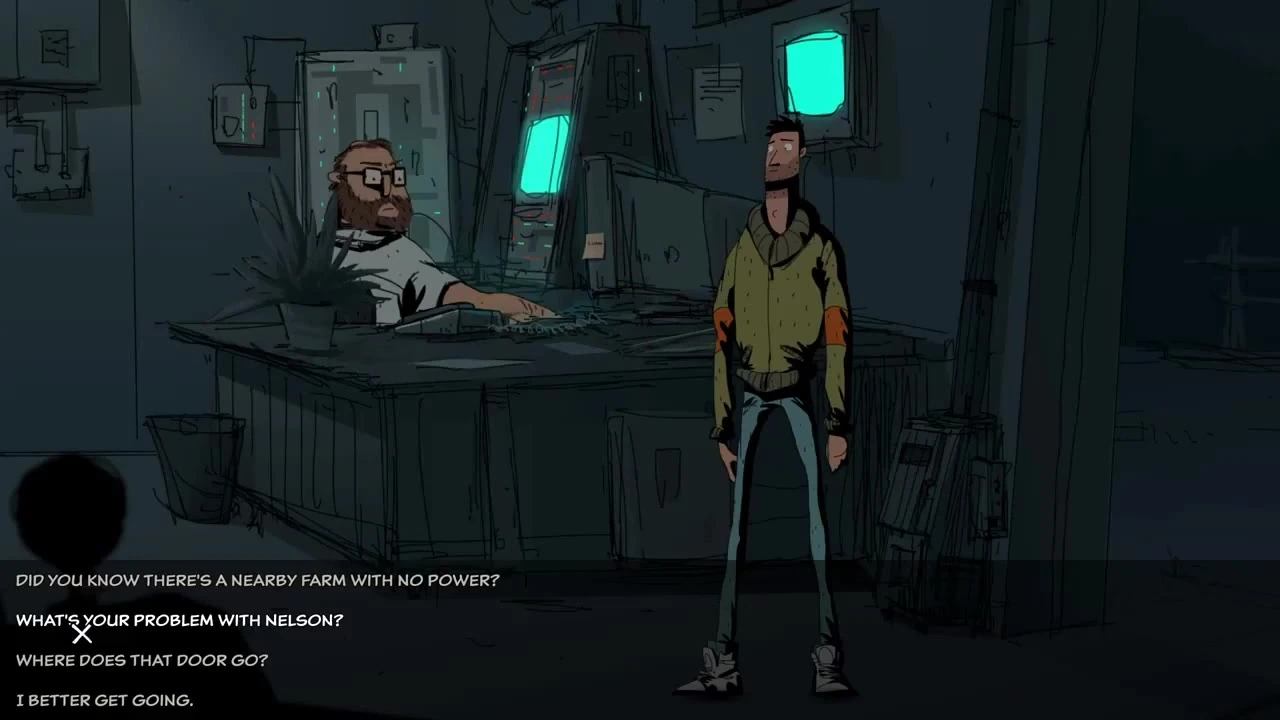 DID YOU KNOW THERE'S A NEARBY FARM WITH NO POWER?
WHAT'S YOUR PROBLEM WITH NELSON?
WHERE DOES THAT DOOR GO?
I BETTER GET GOING.